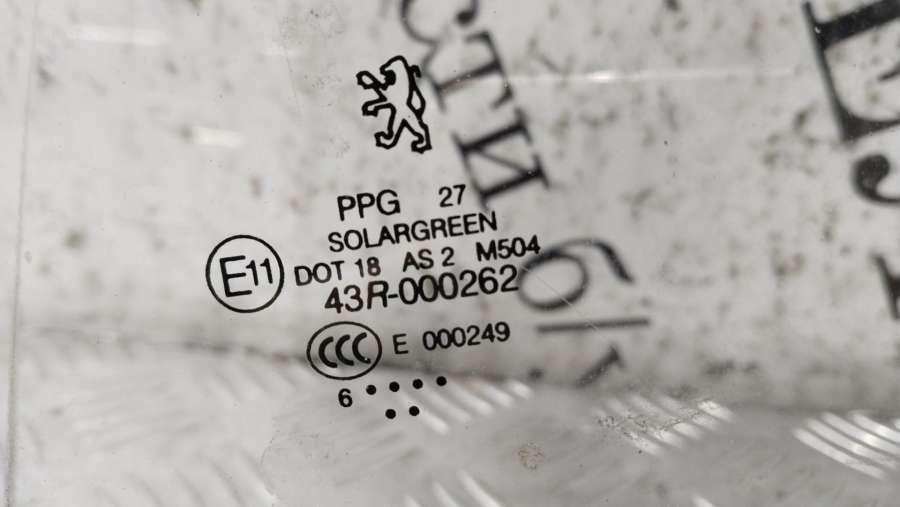 PPG 27
SOLARGREEN
E11
DOT 18 AS 2 M504
43R-000262
CCC E 000249
6 ••••
••